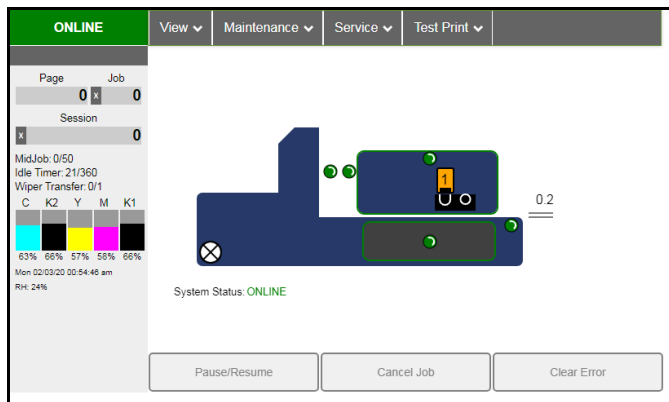 ONLINE
View Maintenance Service Test Print
Page Job
0 x 0
Session
x 0
MidJob: 0/50
Idle Timer: 21/360
Wiper Transfer: 0/1
C K2 Y M K1
63% 66% 57% 58% 66%
Mon 02/03/20 00:54:46 am
RH: 24%
1
0.2
System Status: ONLINE
Pause/Resume Cancel Job Clear Error